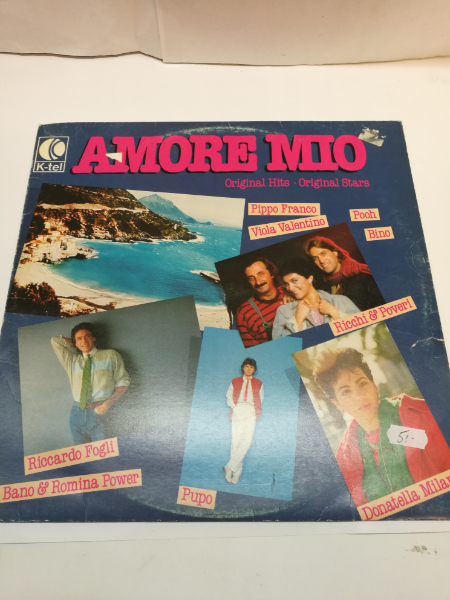 K-tel
AMORE MIO
Original Hits · Original Stars
Pippo Franco
Viola Valentino
Pooh
Bino
Ricchi & Poveri
Riccardo Fogli
Bano & Romina Power
Pupo
Donatella Milan
5,-